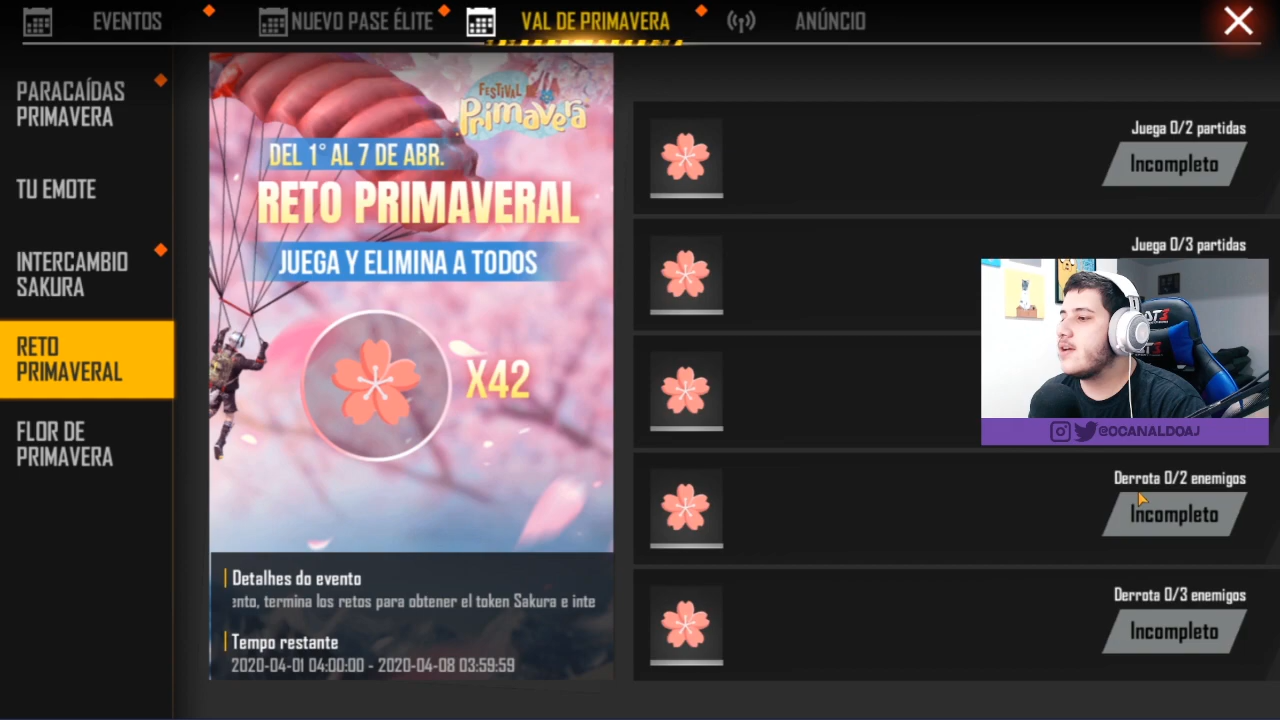 EVENTOS
NUEVO PASE ÉLITE
VAL DE PRIMAVERA
ANÚNCIO
PARACAÍDAS
PRIMAVERA
TU EMOTE
INTERCAMBIO
SAKURA
RETO
PRIMAVERAL
FLOR DE
PRIMAVERA
FESTIVAL
Primavera
DEL 1° AL 7 DE ABR.
RETO PRIMAVERAL
JUEGA Y ELIMINA A TODOS
X42
Detalhes do evento
ento, termina los retos para obtener el token Sakura e inte
Tempo restante
2020-04-01 04:00:00 - 2020-04-08 03:59:59
Juega 0/2 partidas
Incompleto
Juega 0/3 partidas
@OCANALDOAJ
Derrota 0/2 enemigos
Incompleto
Derrota 0/3 enemigos
Incompleto